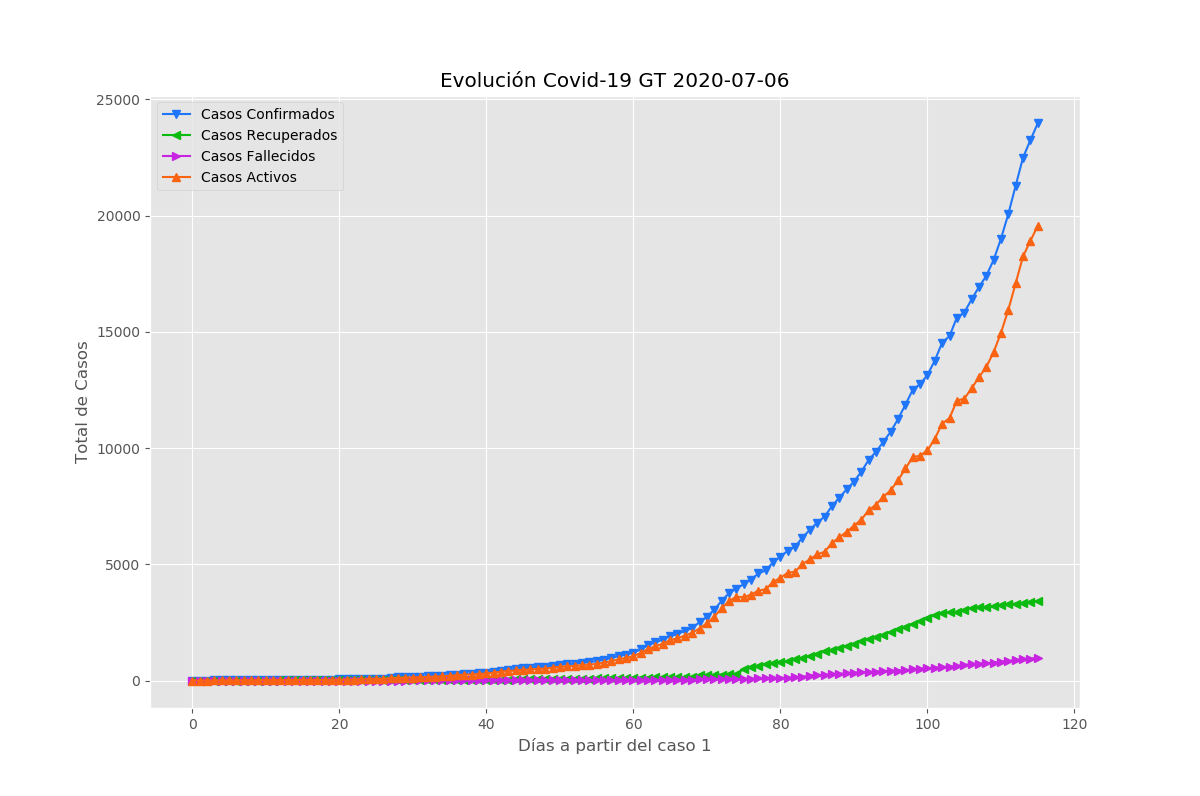 Evolución Covid-19 GT 2020-07-06
Casos Confirmados
Casos Recuperados
Casos Fallecidos
Casos Activos
Total de Casos
25000
20000
15000
10000
5000
0
0 20 40 60 80 100 120
Días a partir del caso 1